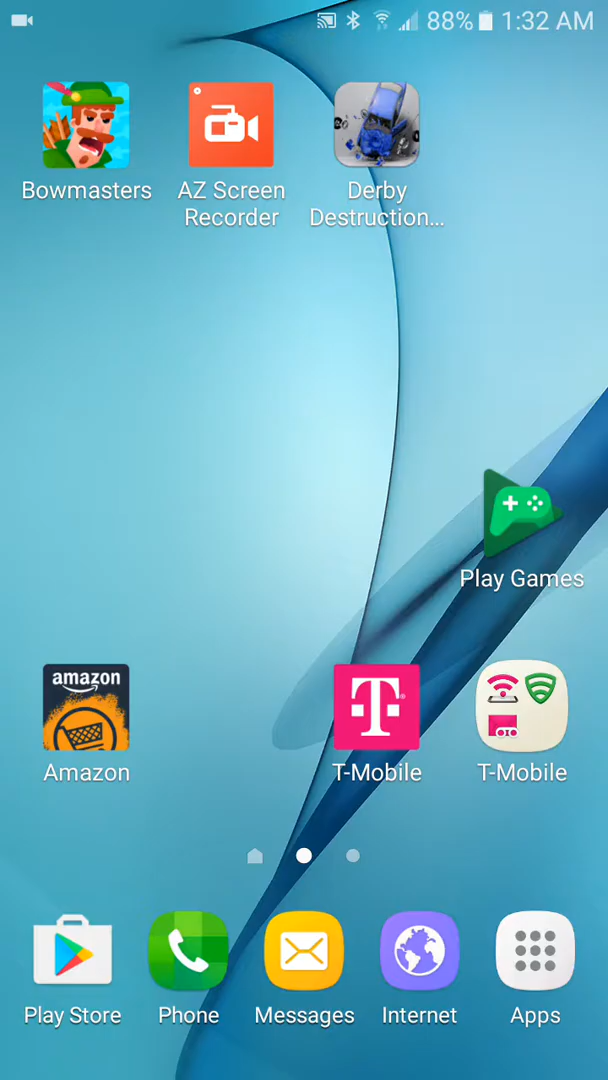 88% 1:32 AM
Bowmasters
AZ Screen
Recorder
Derby
Destruction...
Play Games
amazon
Amazon
T
T-Mobile
T-Mobile
Play Store
Phone
Messages
Internet
Apps